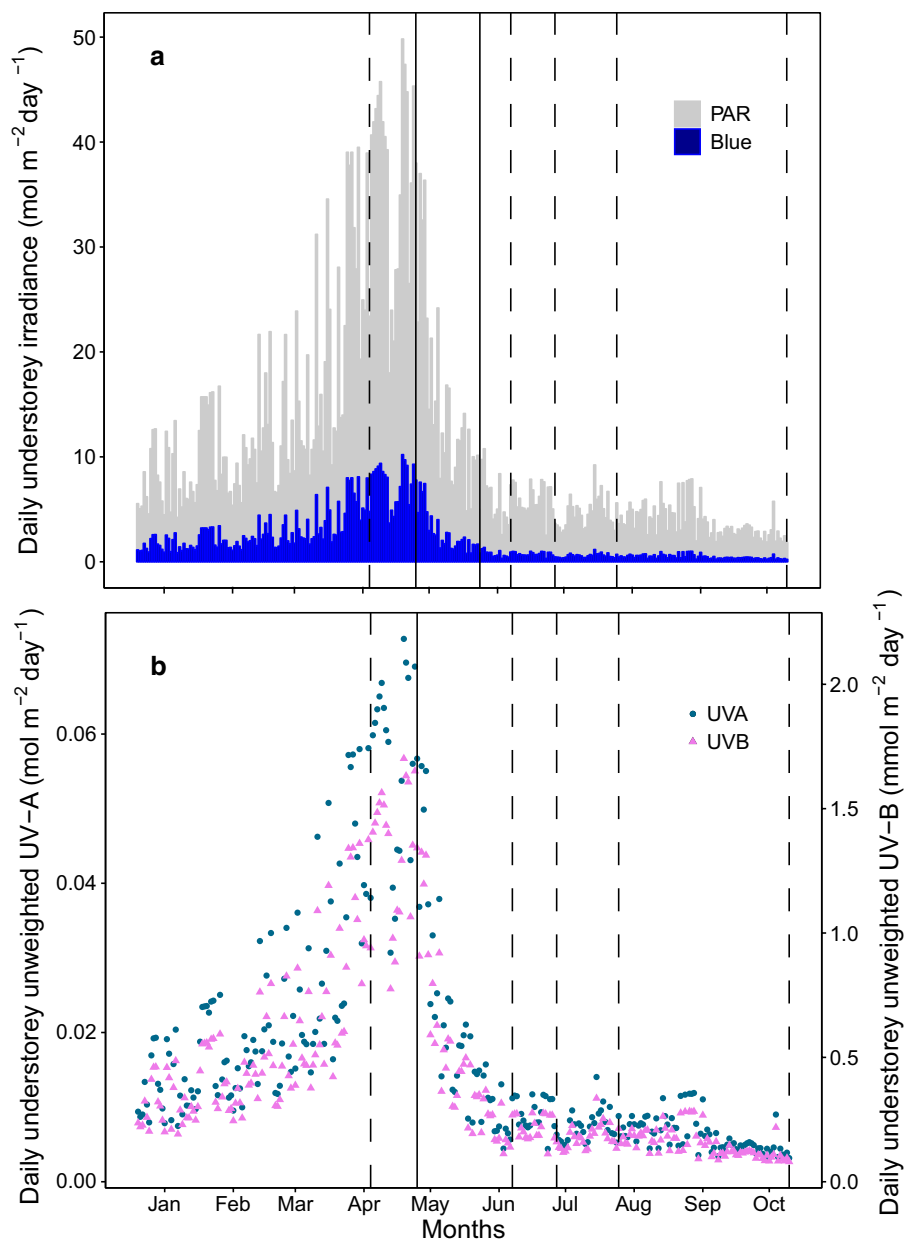 a
Daily understorey irradiance (mol m⁻² day⁻¹)
50
40
30
20
10
0
PAR
Blue
b
Daily understorey unweighted UV−A (mol m⁻² day⁻¹)
0.06
0.04
0.02
0.00
UVA
UVB
2.0
1.5
1.0
0.5
0.0
Daily understorey unweighted UV−B (mmol m⁻² day⁻¹)
Jan Feb Mar Apr May Jun Jul Aug Sep Oct
Months